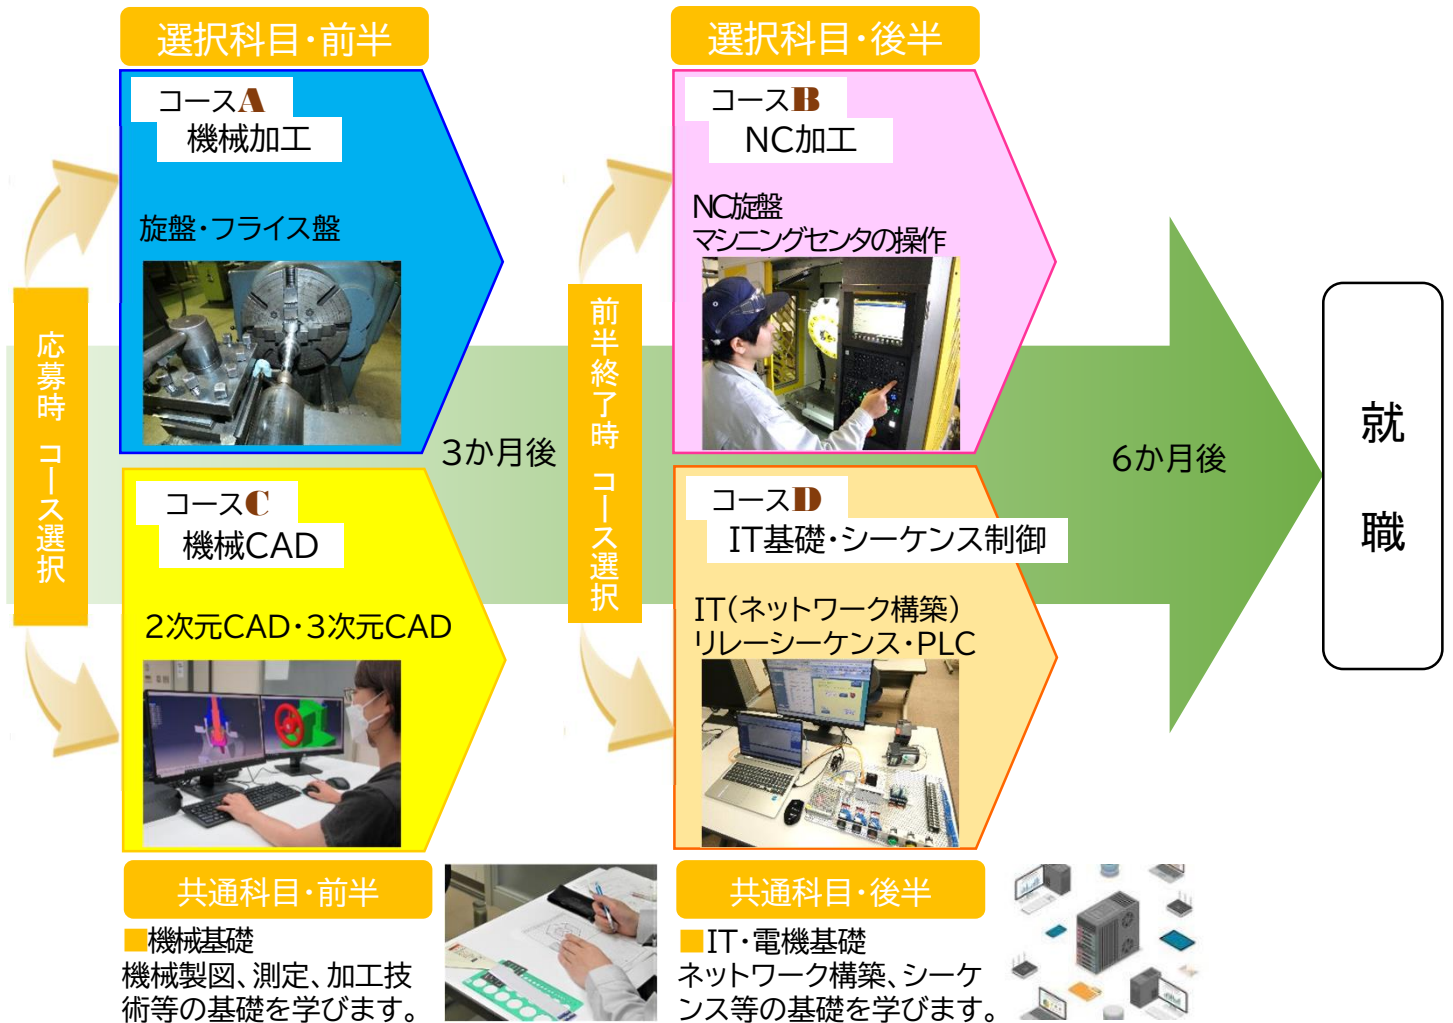 選択科目・前半
選択科目・後半
コースA
機械加工
旋盤・フライス盤
コースB
NC加工
NC旋盤
マシニングセンタの操作
応募時 コース選択
3か月後
前半終了時 コース選択
6か月後
就職
コースC
機械CAD
2次元CAD・3次元CAD
コースD
IT基礎・シーケンス制御
IT(ネットワーク構築)
リレーシーケンス・PLC
共通科目・前半
■機械基礎
機械製図、測定、加工技
術等の基礎を学びます。
共通科目・後半
■IT・電機基礎
ネットワーク構築、シーケ
ンス等の基礎を学びます。